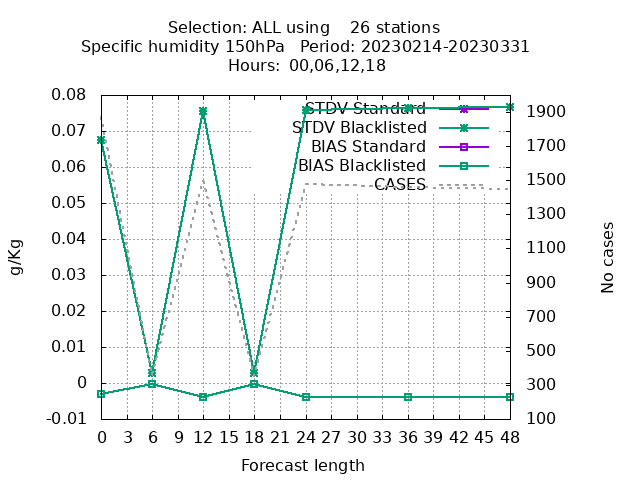 Selection: ALL using    26 stations
Specific humidity 150hPa   Period: 20230214-20230331
Hours: 00,06,12,18
0.08
0.07
0.06
0.05
0.04
0.03
0.02
0.01
0
-0.01
g/Kg
STDV Standard
STDV Blacklisted
BIAS Standard
BIAS Blacklisted
CASES
1900
1700
1500
1300
1100
900
700
500
300
100
No cases
0 3 6 9 12 15 18 21 24 27 30 33 36 39 42 45 48
Forecast length